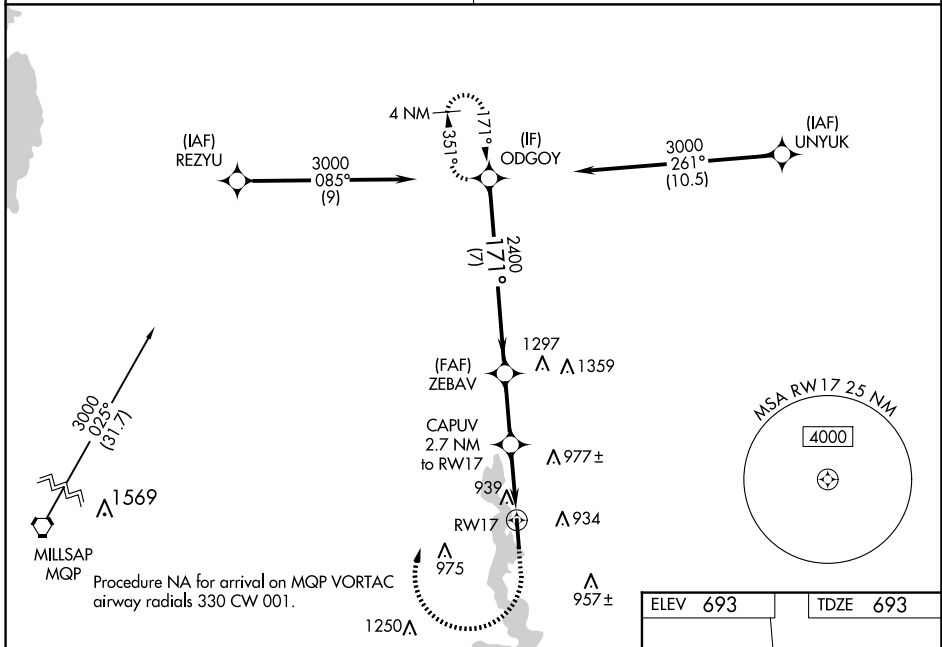 4 NM
351°
171°
(IF)
ODGOY
(IAF)
REZYU
3000
085°
(9)
(IAF)
UNYUK
3000
261°
(10.5)
2400
171°
(7)
1297
1359
(FAF)
ZEBAV
3000
025°
(31.7)
MSA RW17 25 NM
4000
CAPUV
2.7 NM
to RW17
977±
1569
939
RW17
934
MILLSAP
MQP
975
Procedure NA for arrival on MQP VORTAC
airway radials 330 CW 001.
957±
1250
ELEV 693
TDZE 693